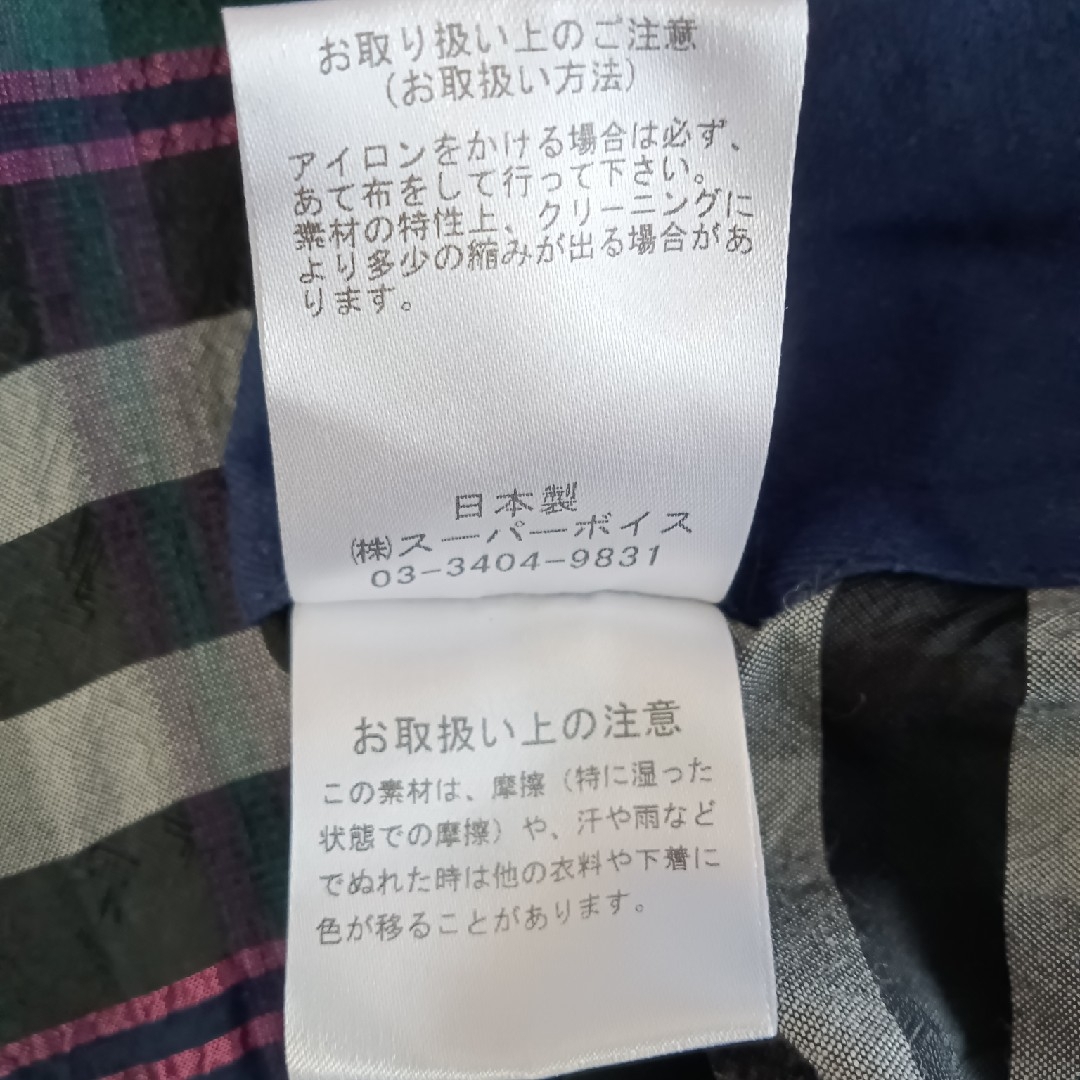 お取り扱い上のご注意
(お取扱い方法)
アイロンをかける場合は必ず、
あて布をして行って下さい。
素材の特性上、クリーニングに
より多少の縮みが出る場合があ
ります。
日本製
㈱スーパーボイス
03-3404-9831
お取扱い上の注意
この素材は、摩擦（特に湿った
状態での摩擦）や、汗や雨など
でぬれた時は他の衣料や下着に
色が移ることがあります。